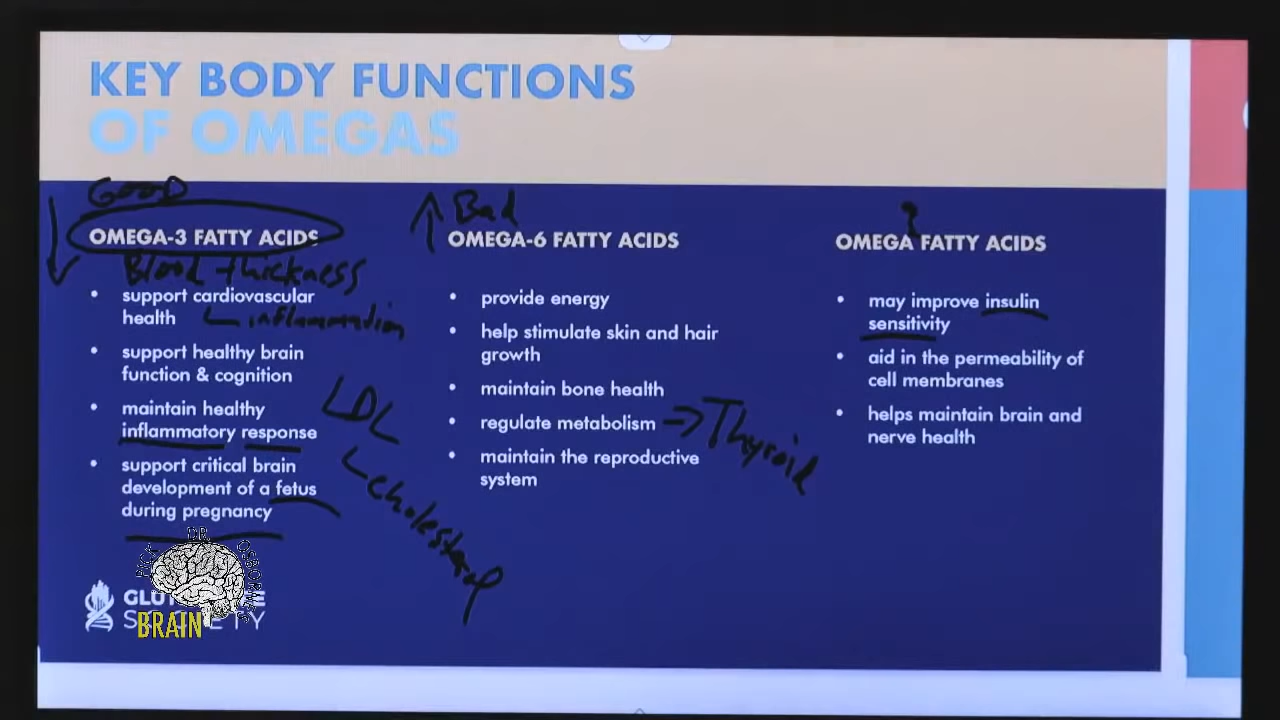 KEY BODY FUNCTIONS
OF OMEGAS
GOOD
OMEGA-3 FATTY ACIDS
Blood thickness
• support cardiovascular
health
inflammation
• support healthy brain
function & cognition
• maintain healthy
inflammatory response
• support critical brain
development of a fetus
during pregnancy
LDL
cholesterol
Bad
OMEGA-6 FATTY ACIDS
• provide energy
• help stimulate skin and hair
growth
• maintain bone health
• regulate metabolism => Thyroid
• maintain the reproductive
system
?
OMEGA FATTY ACIDS
• may improve insulin
sensitivity
• aid in the permeability of
cell membranes
• helps maintain brain and
nerve health
PICK DR. OSBORNE'S
BRAIN